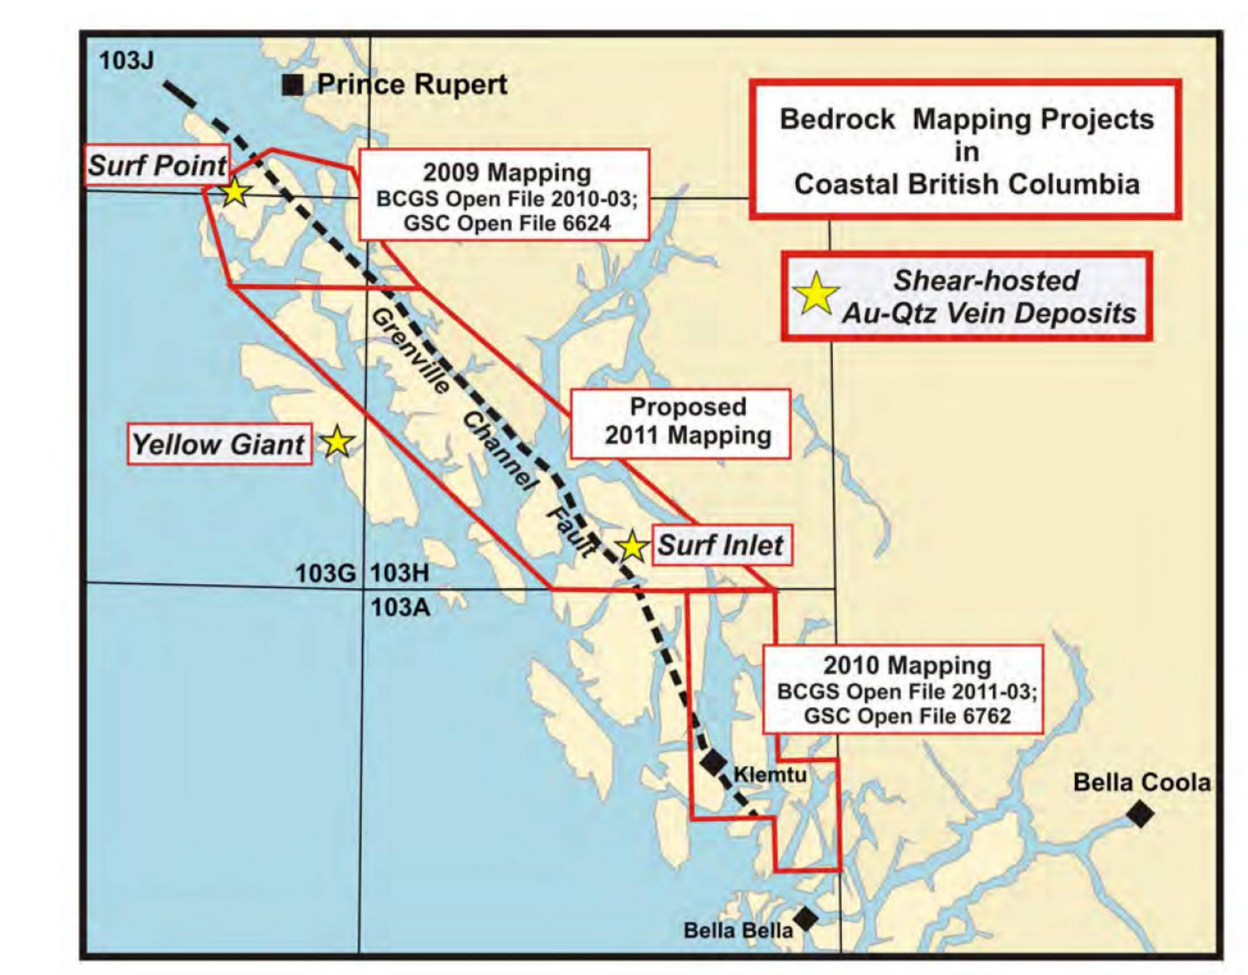 103J
Prince Rupert
Bedrock Mapping Projects
in
Coastal British Columbia
Surf Point
2009 Mapping
BCGS Open File 2010-03;
GSC Open File 6624
Shear-hosted
Au-Qtz Vein Deposits
Grenville
Channel
Fault
Proposed
2011 Mapping
Yellow Giant
Surf Inlet
103G
103H
103A
2010 Mapping
BCGS Open File 2011-03;
GSC Open File 6762
Klemtu
Bella Coola
Bella Bella